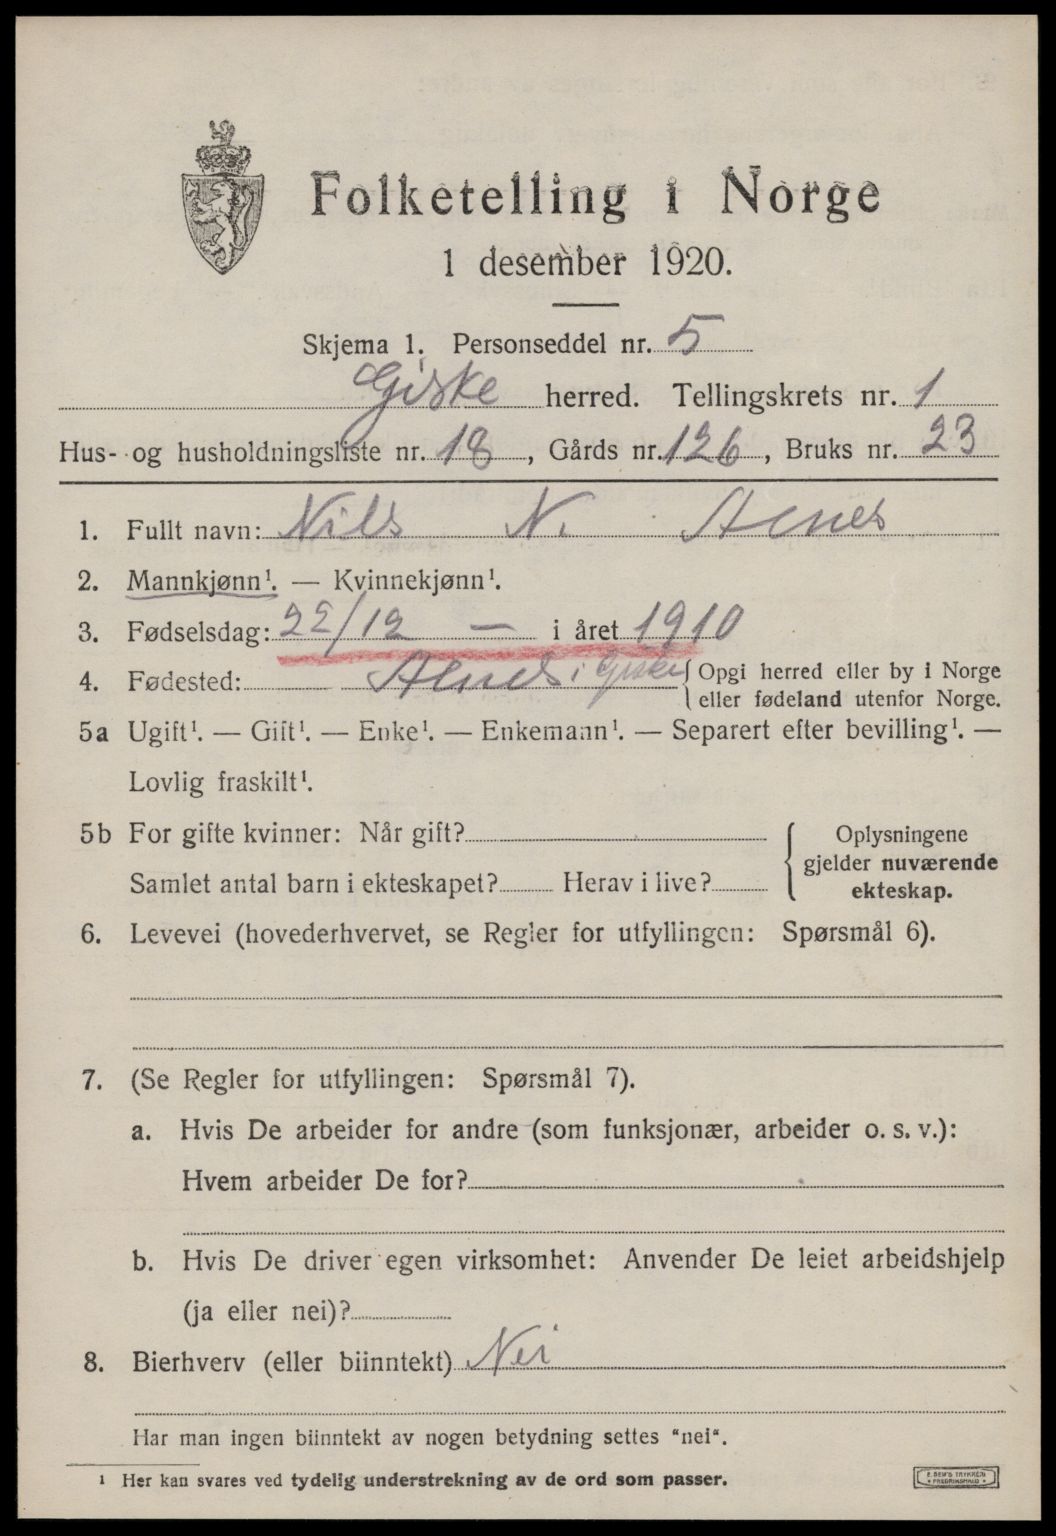 Folketelling i Norge
1 desember 1920.
Skjema 1. Personseddel nr. 5
Giske herred. Tellingskrets nr. 1
Hus- og husholdningsliste nr. 18, Gårds nr. 126, Bruks nr. 23
1. Fullt navn: Nils N. Alnes
2. Mannkjønn¹. — Kvinnekjønn¹.
3. Fødselsdag: 22/12 — i året 1910
4. Fødested: Alnes i Giske { Opgi herred eller by i Norge
eller fødeland utenfor Norge.
5a Ugift¹. — Gift¹. — Enke¹. — Enkemann¹. — Separert efter bevilling¹. —
Lovlig fraskilt¹.
5b For gifte kvinner: Når gift? { Oplysningene
gjelder nuværende
Samlet antal barn i ekteskapet? Herav i live? ekteskap.
6. Levevei (hovederhvervet, se Regler for utfyllingen: Spørsmål 6).
7. (Se Regler for utfyllingen: Spørsmål 7).
a. Hvis De arbeider for andre (som funksjonær, arbeider o. s. v.):
Hvem arbeider De for?
b. Hvis De driver egen virksomhet: Anvender De leiet arbeidshjelp
(ja eller nei)?
8. Bierhverv (eller biinntekt) Nei
Har man ingen biinntekt av nogen betydning settes "nei".
¹ Her kan svares ved tydelig understrekning av de ord som passer.